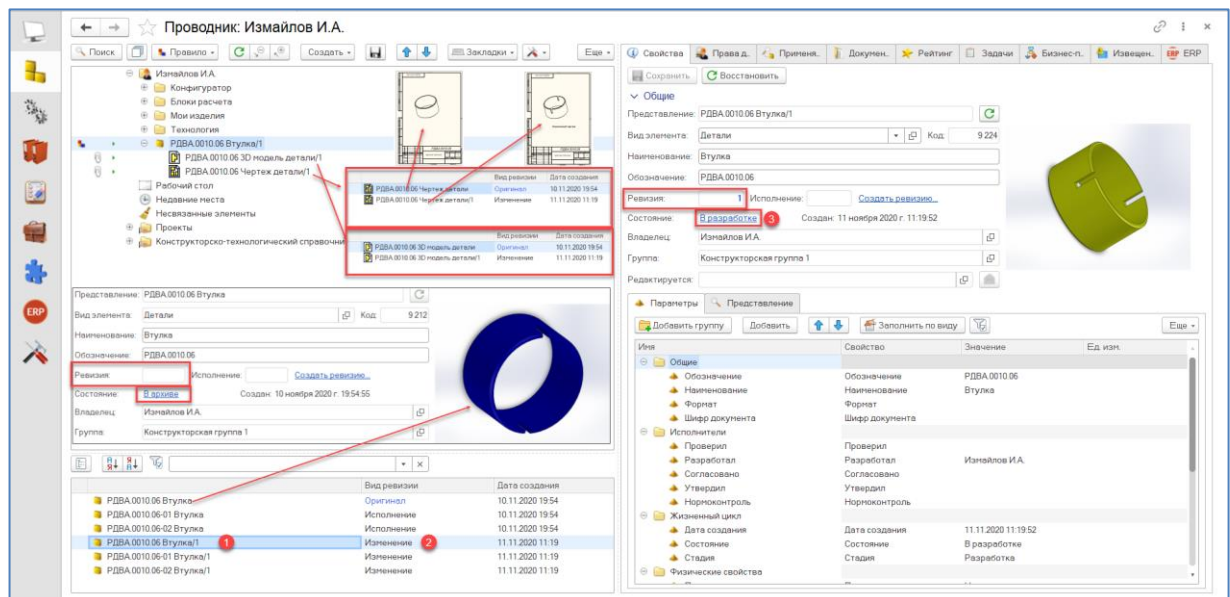 Проводник: Измайлов И.А.
Поиск Правило Создать Закладки Еще
Измайлов И.А.
Конфигуратор
Блоки расчета
Мои изделия
Технология
РДВА.0010.06 Втулка/1
РДВА.0010.06 3D модель детали/1
РДВА.0010.06 Чертеж детали/1
Рабочий стол
Недавние места
Несвязанные элементы
Проекты
Конструкторско-технологический справочни
Вид ревизии Дата создания
РДВА.0010.06 Чертеж детали Оригинал 10.11.2020 19:54
РДВА.0010.06 Чертеж детали/1 Изменение 11.11.2020 11:19
Вид ревизии Дата создания
РДВА.0010.06 3D модель детали Оригинал 10.11.2020 19:54
РДВА.0010.06 3D модель детали/1 Изменение 11.11.2020 11:19
Представление: РДВА.0010.06 Втулка
Вид элемента: Детали Код: 9 212
Наименование: Втулка
Обозначение: РДВА.0010.06
Ревизия: Исполнение: Создать ревизию...
Состояние: В архиве Создан: 10 ноября 2020 г. 19:54:55
Владелец: Измайлов И.А.
Группа: Конструкторская группа 1
Вид ревизии Дата создания
РДВА.0010.06 Втулка Оригинал 10.11.2020 19:54
РДВА.0010.06-01 Втулка Исполнение 10.11.2020 19:54
РДВА.0010.06-02 Втулка Исполнение 10.11.2020 19:54
РДВА.0010.06 Втулка/1 1 Изменение 2 11.11.2020 11:19
РДВА.0010.06-01 Втулка/1 Изменение 11.11.2020 11:19
РДВА.0010.06-02 Втулка/1 Изменение 11.11.2020 11:19
Свойства Права д.. Применя.. Докумен.. Рейтинг Задачи Бизнес-п.. Извещен.. ERP ERP
Сохранить Восстановить
Общие
Представление: РДВА.0010.06 Втулка/1
Вид элемента: Детали Код: 9 224
Наименование: Втулка
Обозначение: РДВА.0010.06
Ревизия: 1 Исполнение: Создать ревизию...
Состояние: В разработке 3 Создан: 11 ноября 2020 г. 11:19:52
Владелец: Измайлов И.А.
Группа: Конструкторская группа 1
Редактируется:
Параметры Представление
Добавить группу Добавить Заполнить по виду Еще
Имя Свойство Значение Ед. изм.
Общие
Обозначение Обозначение РДВА.0010.06
Наименование Наименование Втулка
Формат Формат
Шифр документа Шифр документа
Исполнители
Проверил Проверил
Разработал Разработал Измайлов И.А.
Согласовано Согласовано
Утвердил Утвердил
Нормоконтроль Нормоконтроль
Жизненный цикл
Дата создания Дата создания 11.11.2020 11:19:52
Состояние Состояние В разработке
Стадия Стадия Разработка
Физические свойства
ERP